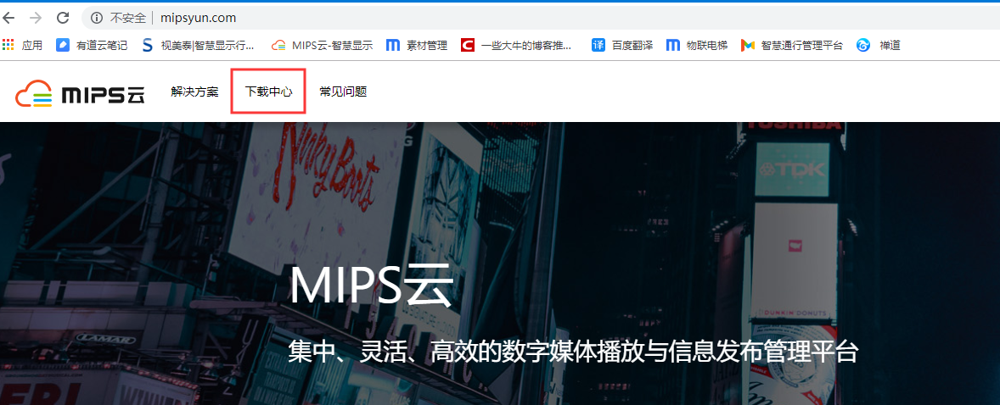 不安全 mipsyun.com
应用 有道云笔记 视美泰|智慧显示行... MIPS云-智慧显示 素材管理 一些大牛的博客推... 百度翻译 物联电梯 智慧通行管理平台 禅道
MIPS云 解决方案 下载中心 常见问题
TOSHIBA
Kinky Boots
TDK
MIPS云
DUNKIN' DONUTS
LAMAR
集中、灵活、高效的数字媒体播放与信息发布管理平台